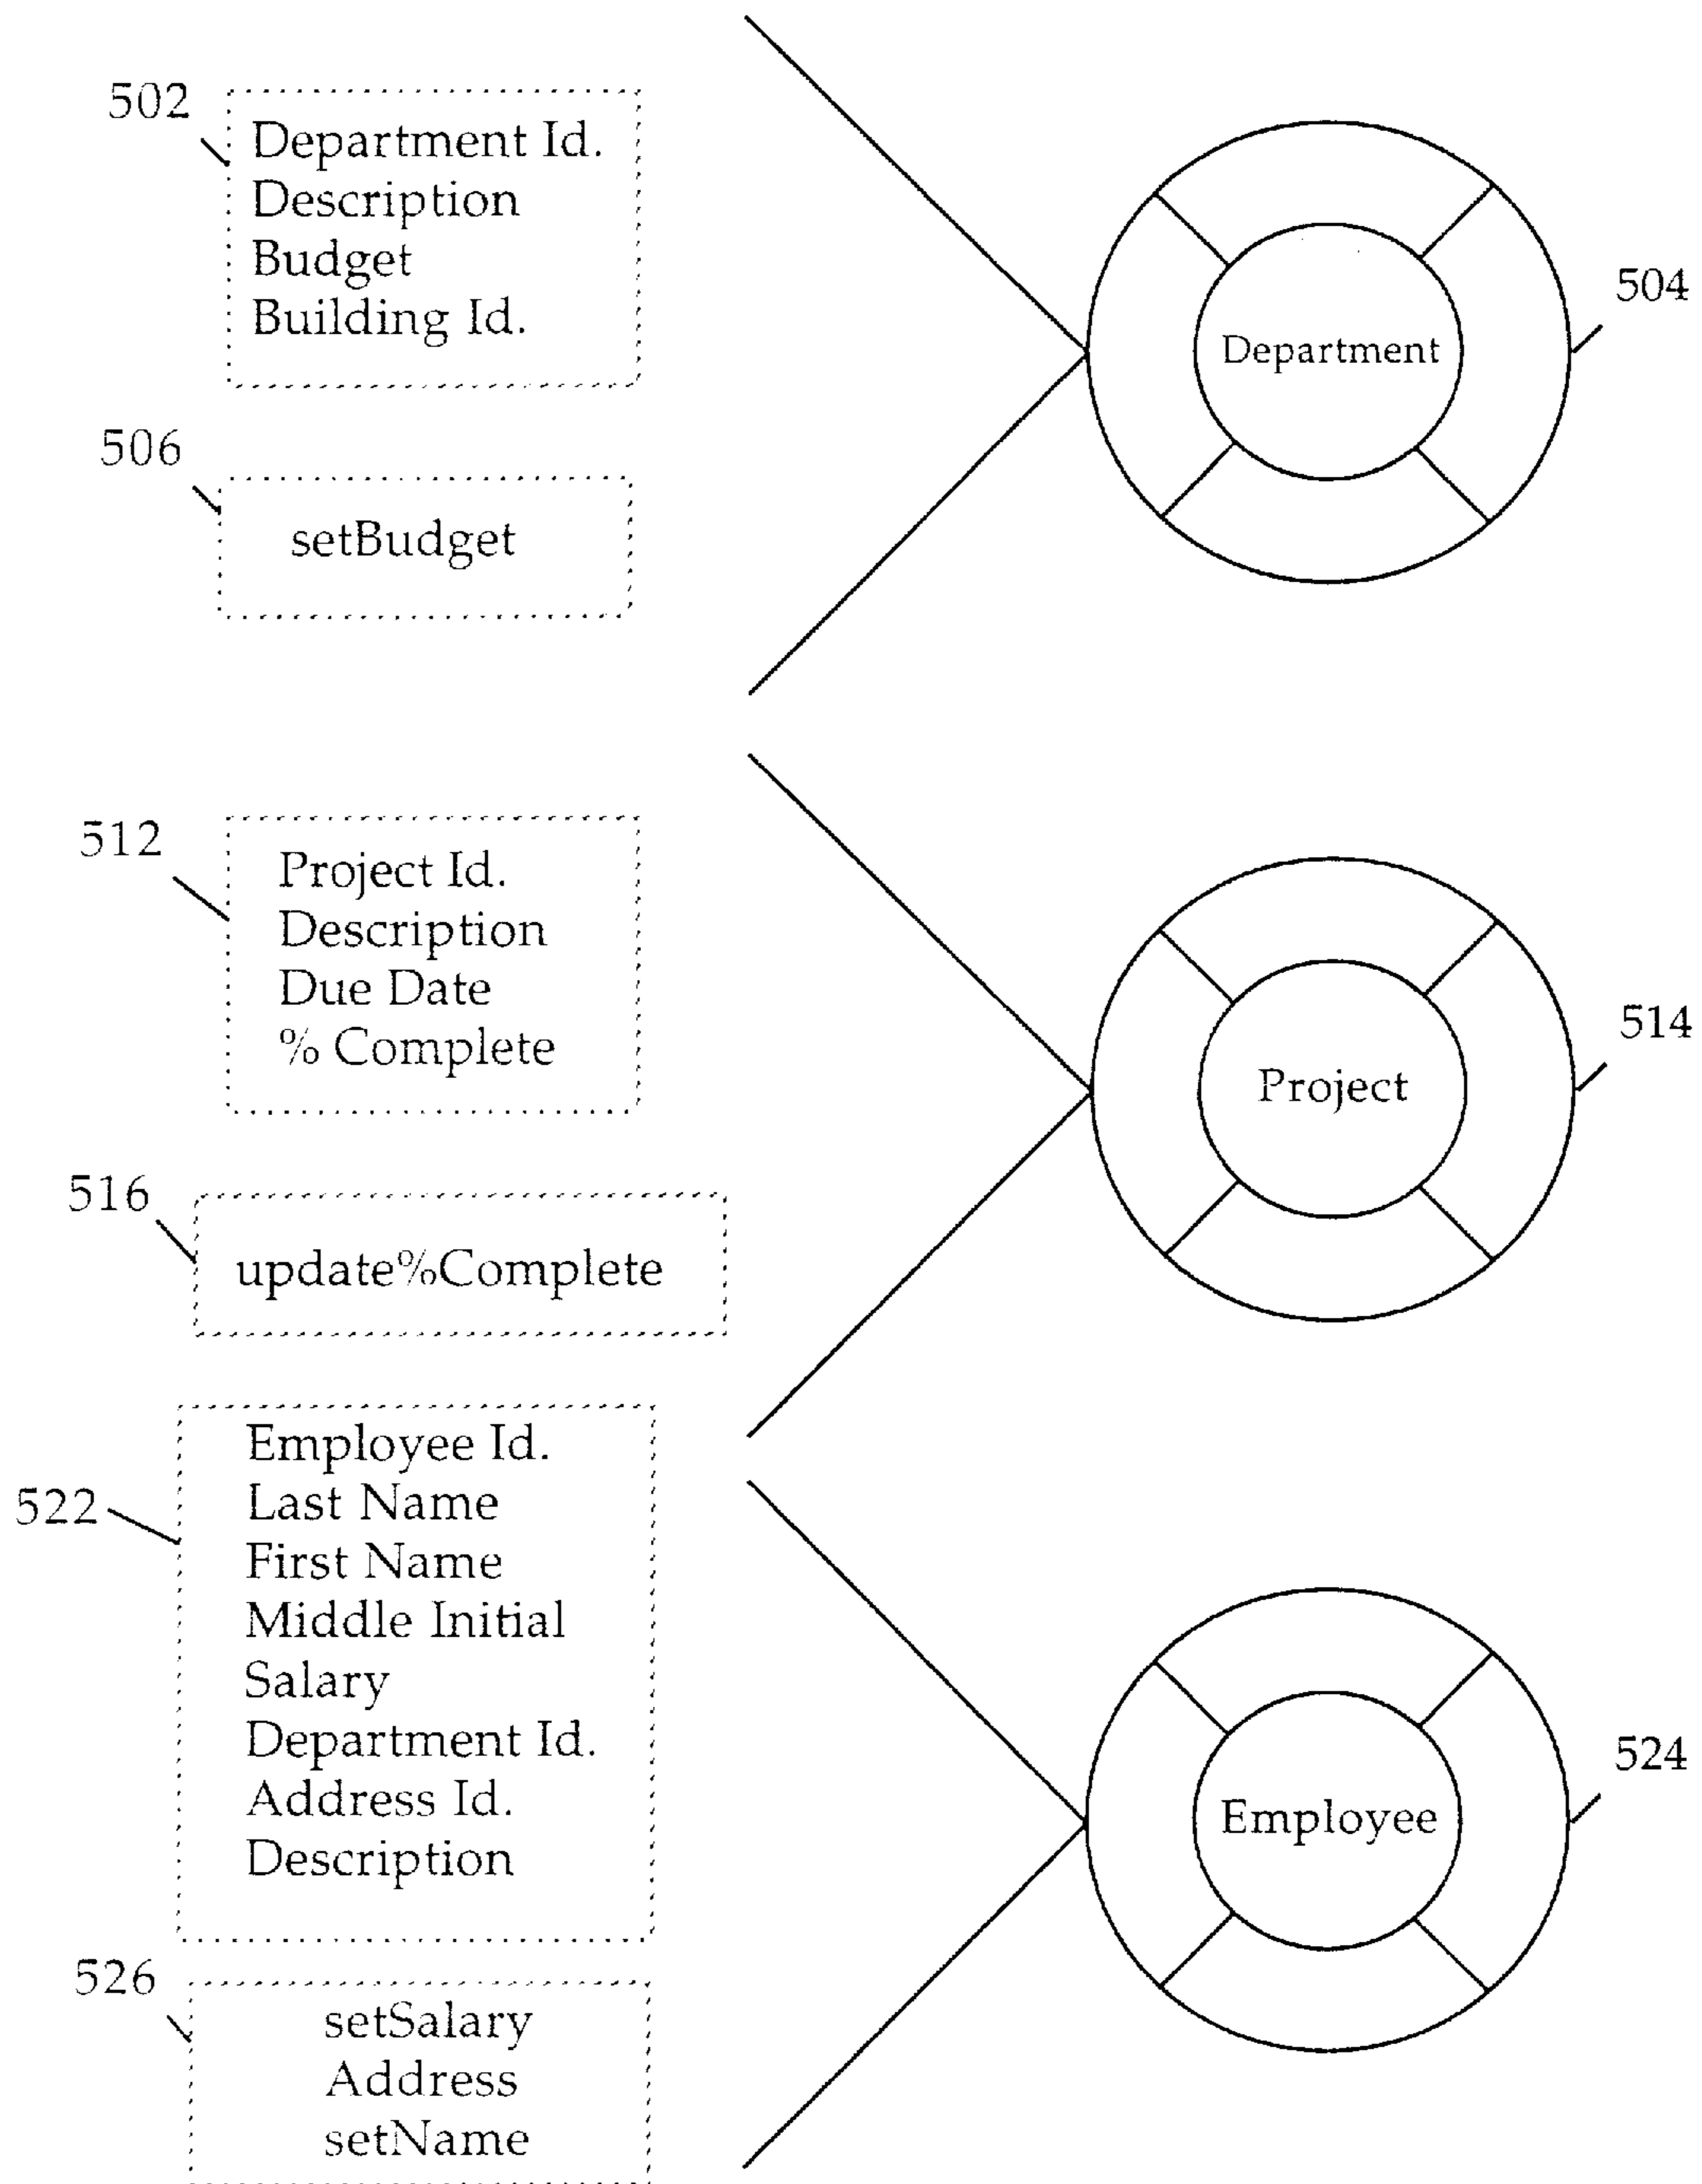 502
Department Id.
Description
Budget
Building Id.
504
Department
506
setBudget
512
Project Id.
Description
Due Date
% Complete
514
Project
516
update%Complete
522
Employee Id.
Last Name
First Name
Middle Initial
Salary
Department Id.
Address Id.
Description
524
Employee
526
setSalary
Address
setName